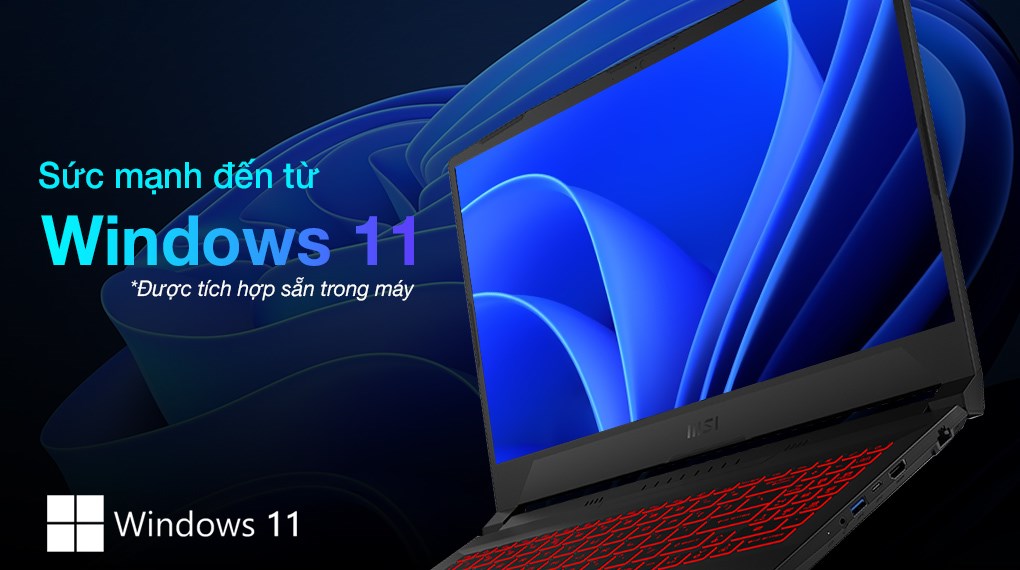 Sức mạnh đến từ
Windows 11
*Được tích hợp sẵn trong máy
msi
Windows 11